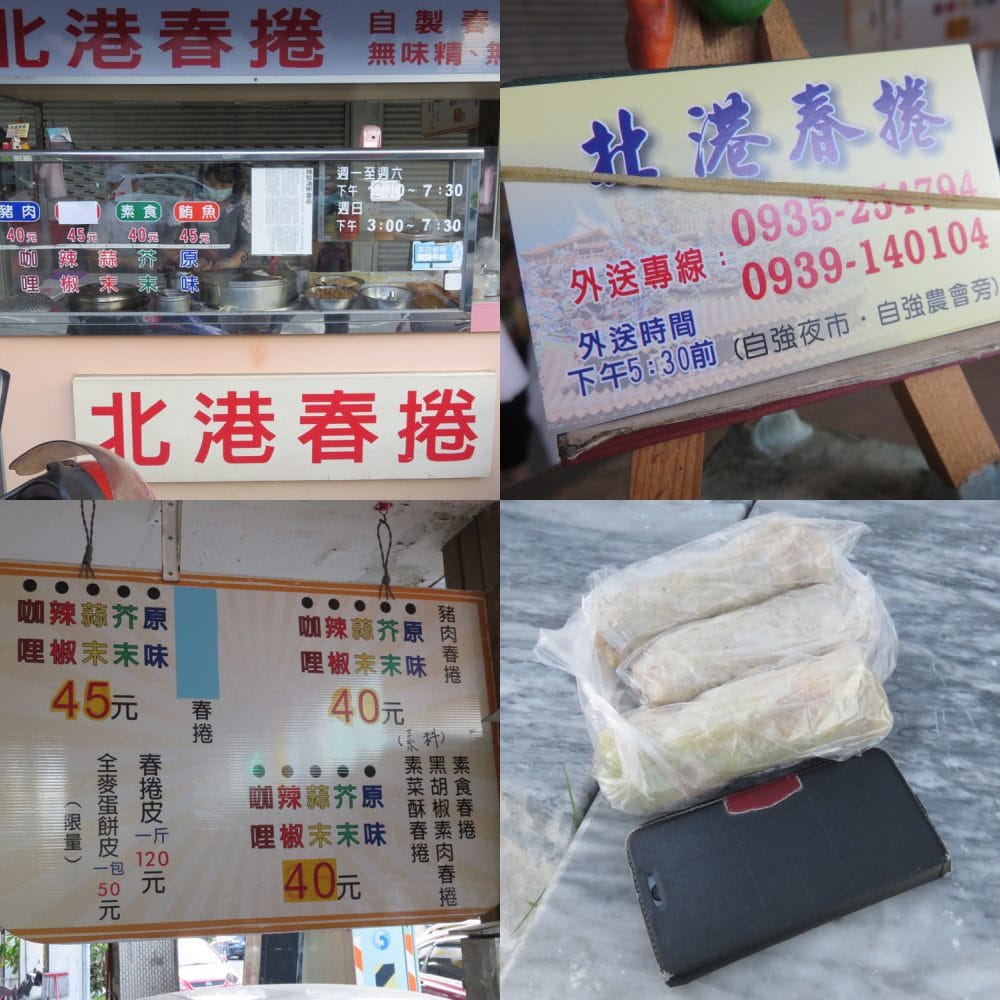 北港春捲
自製春
無味精、無
週一至週六
下午 ~ 7:30
週日
下午 3:00~ 7:30
豬肉
素食
鮪魚
40元
45元
40元
45元
咖哩
辣椒
蒜末
芥末
原味
北港春捲
北港春捲
0935-254794
外送專線：
0939-140104
外送時間
下午5:30前
(自強夜市·自強農會旁)
豬肉春捲
原味
芥末
蒜末
辣椒
咖哩
40元
春捲
原味
芥末
蒜末
辣椒
咖哩
45元
(素料)
素食春捲
黑胡椒素肉春捲
素菜酥春捲
原味
芥末
蒜末
辣椒
咖哩
40元
春捲皮一斤120元
全麥蛋餅皮一包50元
(限量)